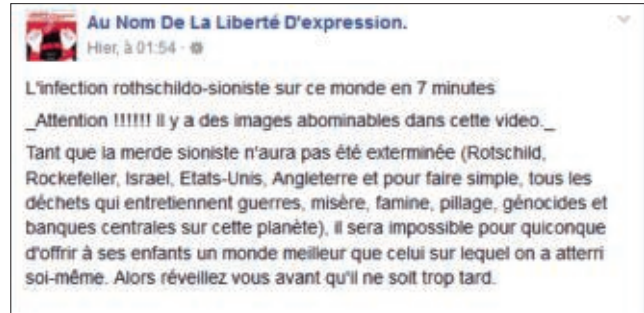 Au Nom De La Liberté D'expression.
Hier, à 01:54 ·
L'infection rothschildo-sioniste sur ce monde en 7 minutes
_Attention !!!!!! Il y a des images abominables dans cette video._
Tant que la merde sioniste n'aura pas été exterminée (Rotschild,
Rockefeller, Israel, Etats-Unis, Angleterre et pour faire simple, tous les
déchets qui entretiennent guerres, misère, famine, pillage, génocides et
banques centrales sur cette planète), il sera impossible pour quiconque
d'offrir à ses enfants un monde meilleur que celui sur lequel on a atterri
soi-même. Alors réveillez vous avant qu'il ne soit trop tard.